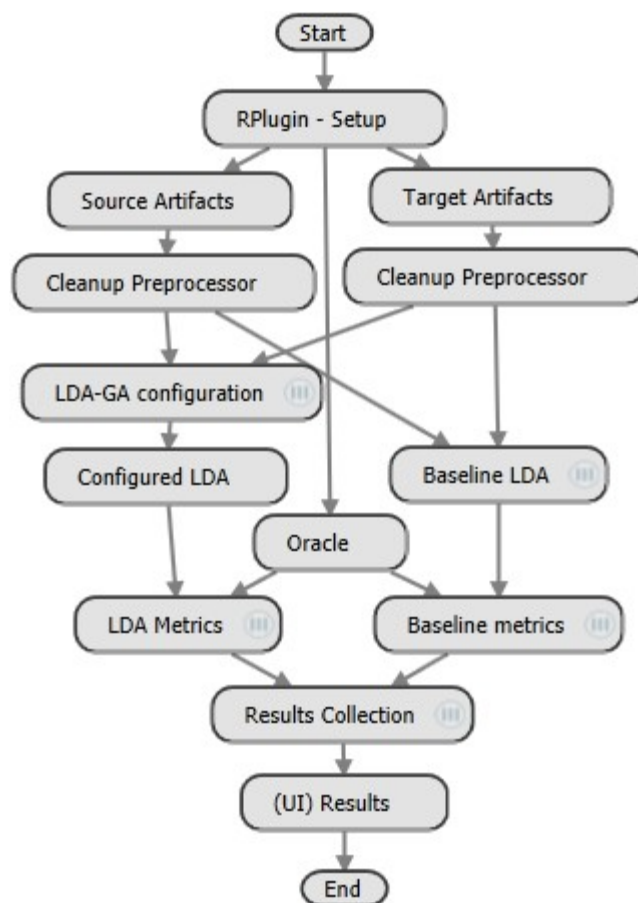 Start
RPlugin - Setup
Source Artifacts
Target Artifacts
Cleanup Preprocessor
Cleanup Preprocessor
LDA-GA configuration
Configured LDA
Baseline LDA
Oracle
LDA Metrics
Baseline metrics
Results Collection
(UI) Results
End